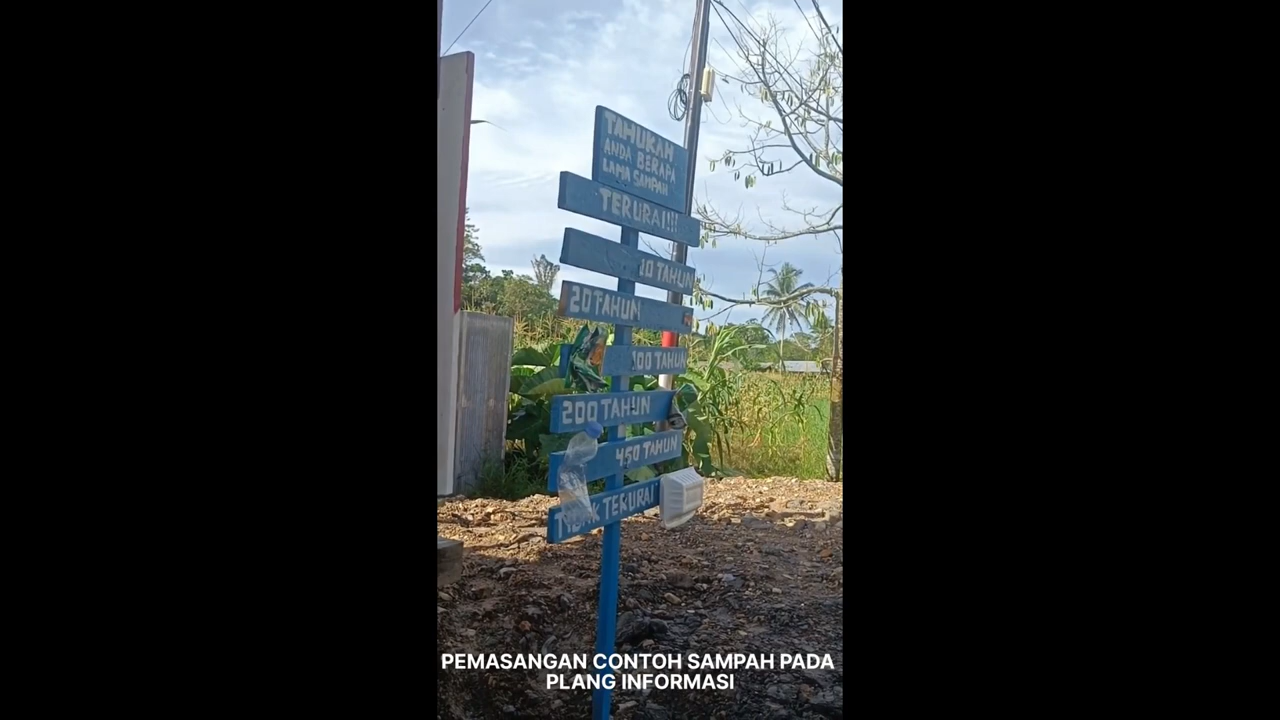 TAHUKAH
ANDA BERAPA
LAMA SAMPAH
TERURAI!!!
10 TAHUN
20 TAHUN
100 TAHUN
200 TAHUN
450 TAHUN
TIDAK TERURAI
PEMASANGAN CONTOH SAMPAH PADA
PLANG INFORMASI